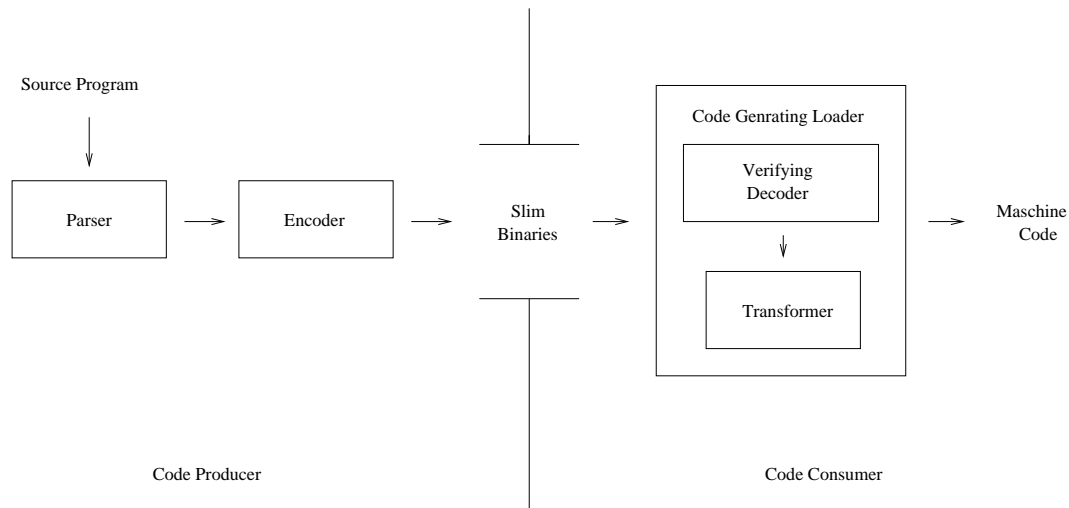 Source Program
Parser
Encoder
Slim
Binaries
Code Genrating Loader
Verifying
Decoder
Transformer
Maschine
Code
Code Producer
Code Consumer